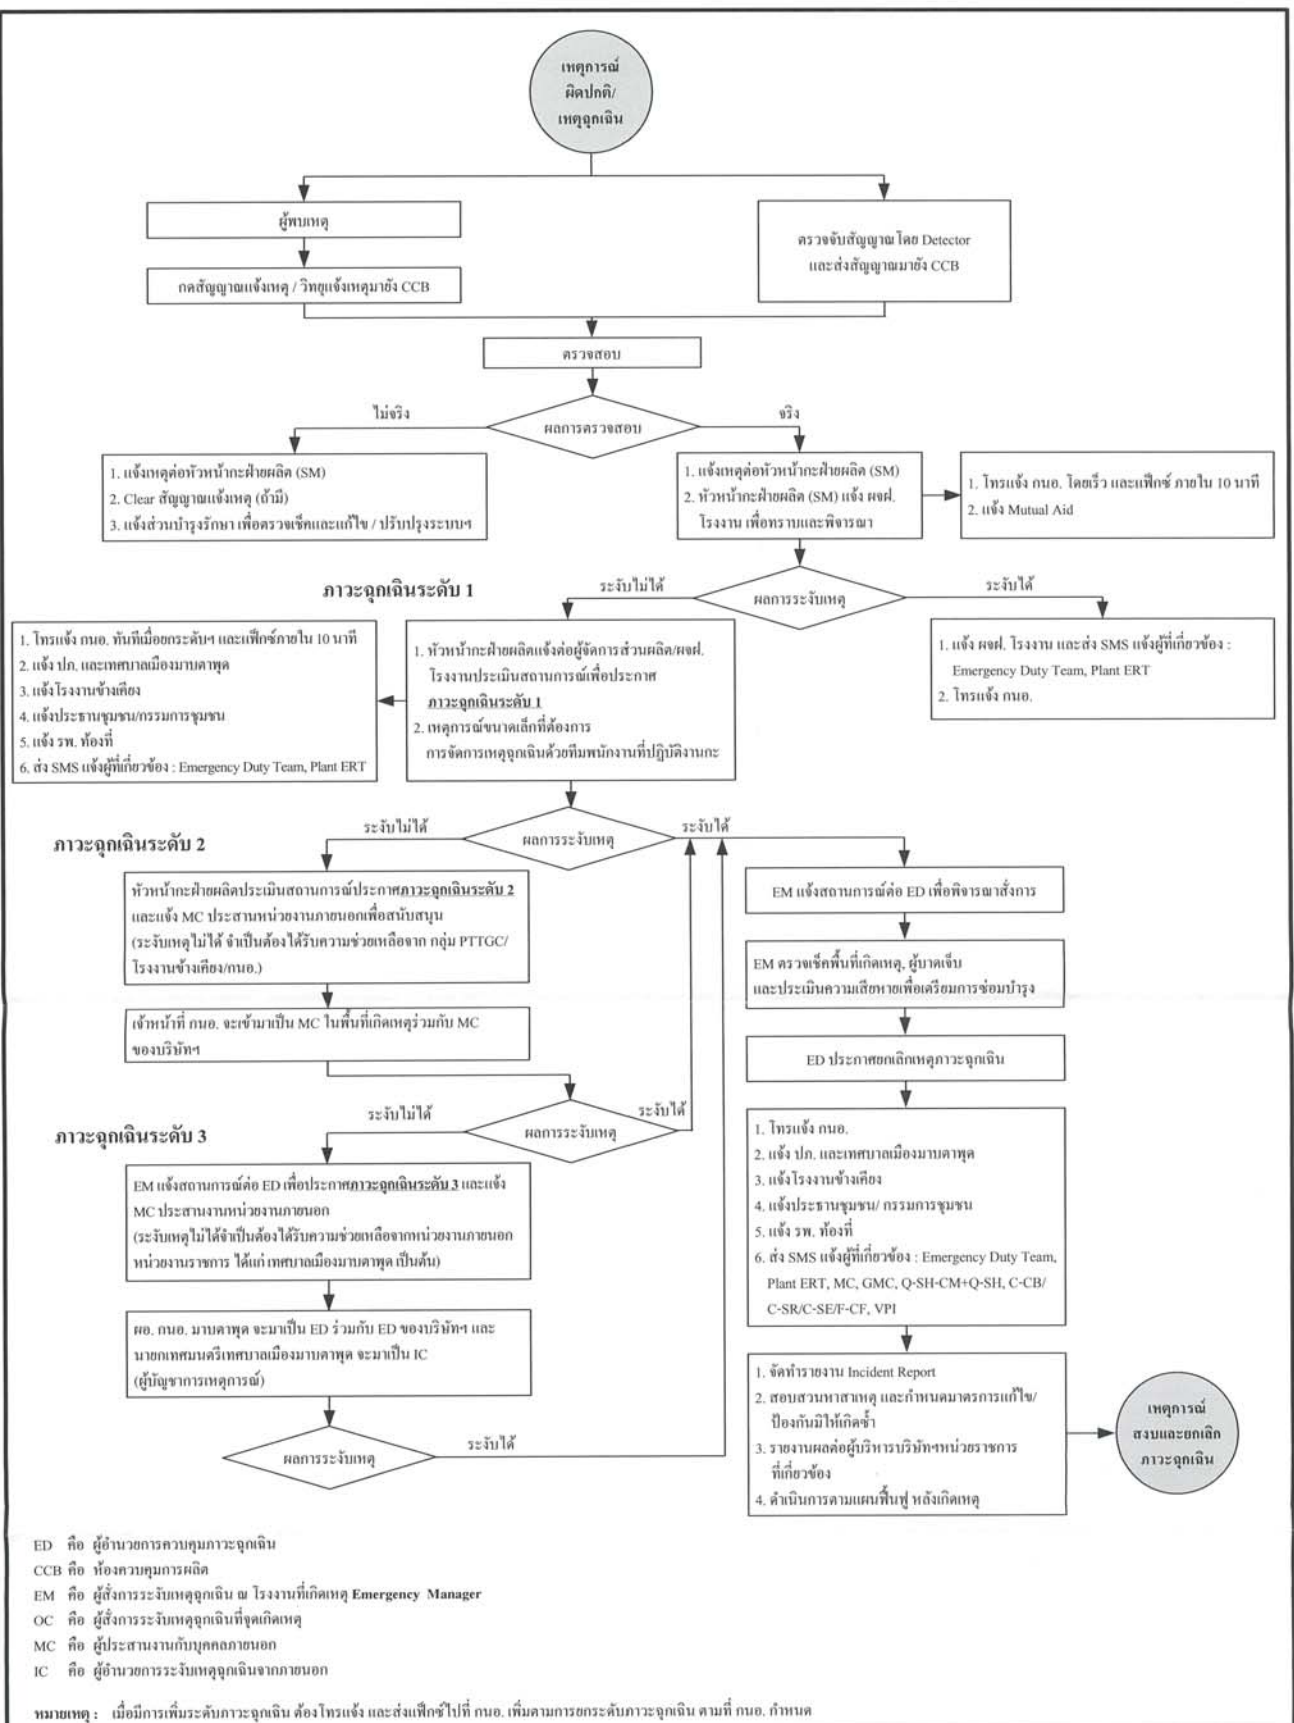 เหตุการณ์
ผิดปกติ/
เหตุฉุกเฉิน
ผู้พบเหตุ
กดสัญญาณแจ้งเหตุ / วิทยุแจ้งเหตุมายัง CCB
ตรวจจับสัญญาณ โดย Detector
และส่งสัญญาณมายัง CCB
ตรวจสอบ
ผลการตรวจสอบ
ไม่จริง
จริง
1. แจ้งเหตุต่อหัวหน้ากะฝ่ายผลิต (SM)
2. Clear สัญญาณแจ้งเหตุ (ถ้ามี)
3. แจ้งส่วนบำรุงรักษา เพื่อตรวจเช็คและแก้ไข / ปรับปรุงระบบฯ
1. แจ้งเหตุต่อหัวหน้ากะฝ่ายผลิต (SM)
2. หัวหน้ากะฝ่ายผลิต (SM) แจ้ง ผจฝ.
โรงงาน เพื่อทราบและพิจารณา
1. โทรแจ้ง กนอ. โดยเร็ว และแฟ็กซ์ ภายใน 10 นาที
2. แจ้ง Mutual Aid
ผลการระงับเหตุ
ระงับไม่ได้
ระงับได้
ภาวะฉุกเฉินระดับ 1
1. โทรแจ้ง กนอ. ทันทีเมื่อยกระดับฯ และแฟ็กซ์ภายใน 10 นาที
2. แจ้ง ปภ. และเทศบาลเมืองมาบตาพุด
3. แจ้งโรงงานข้างเคียง
4. แจ้งประธานชุมชน/กรรมการชุมชน
5. แจ้ง รพ. ท้องที่
6. ส่ง SMS แจ้งผู้ที่เกี่ยวข้อง : Emergency Duty Team, Plant ERT
1. หัวหน้ากะฝ่ายผลิตแจ้งต่อผู้จัดการส่วนผลิต/ผจฝ.
โรงงานประเมินสถานการณ์เพื่อประกาศ
ภาวะฉุกเฉินระดับ 1
2. เหตุการณ์ขนาดเล็กที่ต้องการ
การจัดการเหตุฉุกเฉินด้วยทีมพนักงานที่ปฏิบัติงานกะ
1. แจ้ง ผจฝ. โรงงาน และส่ง SMS แจ้งผู้ที่เกี่ยวข้อง :
Emergency Duty Team, Plant ERT
2. โทรแจ้ง กนอ.
ผลการระงับเหตุ
ระงับไม่ได้
ระงับได้
ภาวะฉุกเฉินระดับ 2
หัวหน้ากะฝ่ายผลิตประเมินสถานการณ์ประกาศภาวะฉุกเฉินระดับ 2
และแจ้ง MC ประสานหน่วยงานภายนอกเพื่อสนับสนุน
(ระงับเหตุไม่ได้ จำเป็นต้องได้รับความช่วยเหลือจาก กลุ่ม PTTGC/
โรงงานข้างเคียง/กนอ.)
เจ้าหน้าที่ กนอ. จะเข้ามาเป็น MC ในพื้นที่เกิดเหตุร่วมกับ MC
ของบริษัทฯ
ผลการระงับเหตุ
ระงับไม่ได้
ระงับได้
ภาวะฉุกเฉินระดับ 3
EM แจ้งสถานการณ์ต่อ ED เพื่อประกาศภาวะฉุกเฉินระดับ 3 และแจ้ง
MC ประสานงานหน่วยงานภายนอก
(ระงับเหตุไม่ได้จำเป็นต้องได้รับความช่วยเหลือจากหน่วยงานภายนอก
หน่วยงานราชการ ได้แก่ เทศบาลเมืองมาบตาพุด เป็นต้น)
ผอ. กนอ. มาบตาพุด จะมาเป็น ED ร่วมกับ ED ของบริษัทฯ และ
นายกเทศมนตรีเทศบาลเมืองมาบตาพุด จะมาเป็น IC
(ผู้บัญชาการเหตุการณ์)
ผลการระงับเหตุ
ระงับได้
EM แจ้งสถานการณ์ต่อ ED เพื่อพิจารณาสั่งการ
EM ตรวจเช็คพื้นที่เกิดเหตุ, ผู้บาดเจ็บ
และประเมินความเสียหายเพื่อเตรียมการซ่อมบำรุง
ED ประกาศยกเลิกเหตุภาวะฉุกเฉิน
1. โทรแจ้ง กนอ.
2. แจ้ง ปภ. และเทศบาลเมืองมาบตาพุด
3. แจ้งโรงงานข้างเคียง
4. แจ้งประธานชุมชน/ กรรมการชุมชน
5. แจ้ง รพ. ท้องที่
6. ส่ง SMS แจ้งผู้ที่เกี่ยวข้อง : Emergency Duty Team,
Plant ERT, MC, GMC, Q-SH-CM+Q-SH, C-CB/
C-SR/C-SE/F-CF, VPI
1. จัดทำรายงาน Incident Report
2. สอบสวนหาสาเหตุ และกำหนดมาตรการแก้ไข/
ป้องกันมิให้เกิดซ้ำ
3. รายงานผลต่อผู้บริหารบริษัทฯหน่วยราชการ
ที่เกี่ยวข้อง
4. ดำเนินการตามแผนฟื้นฟู หลังเกิดเหตุ
เหตุการณ์
สงบและยกเลิก
ภาวะฉุกเฉิน
ED คือ ผู้อำนวยการควบคุมภาวะฉุกเฉิน
CCB คือ ห้องควบคุมการผลิต
EM คือ ผู้สั่งการระงับเหตุฉุกเฉิน ณ โรงงานที่เกิดเหตุ Emergency Manager
OC คือ ผู้สั่งการระงับเหตุฉุกเฉินที่จุดเกิดเหตุ
MC คือ ผู้ประสานงานกับบุคคลภายนอก
IC คือ ผู้อำนวยการระงับเหตุฉุกเฉินจากภายนอก
หมายเหตุ : เมื่อมีการเพิ่มระดับภาวะฉุกเฉิน ต้องโทรแจ้ง และส่งแฟ็กซ์ไปที่ กนอ. เพิ่มตามการยกระดับภาวะฉุกเฉิน ตามที่ กนอ. กำหนด